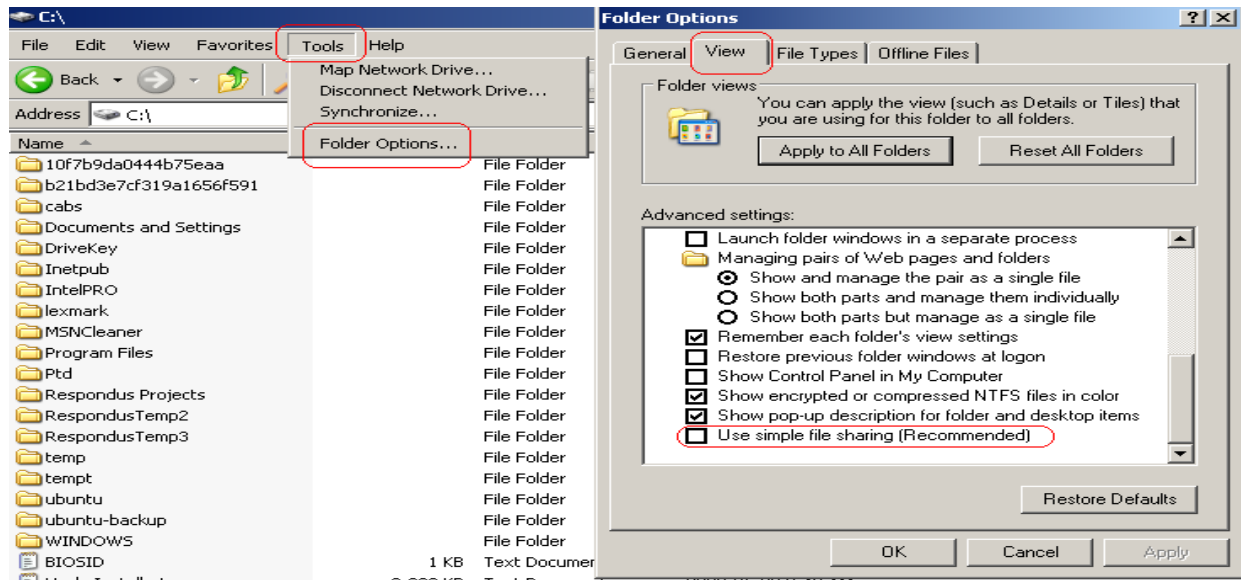 C:\
File Edit View Favorites Tools Help
Back
Address C:\
Name
Map Network Drive...
Disconnect Network Drive...
Synchronize...
Folder Options...
10f7b9da0444b75eaa File Folder
b21bd3e7cf319a1656f591 File Folder
cabs File Folder
Documents and Settings File Folder
DriveKey File Folder
Inetpub File Folder
IntelPRO File Folder
lexmark File Folder
MSNCleaner File Folder
Program Files File Folder
Ptd File Folder
Respondus Projects File Folder
RespondusTemp2 File Folder
RespondusTemp3 File Folder
temp File Folder
tempt File Folder
ubuntu File Folder
ubuntu-backup File Folder
WINDOWS File Folder
BIOSID 1 KB Text Documen
Folder Options
General View File Types Offline Files
Folder views
You can apply the view (such as Details or Tiles) that
you are using for this folder to all folders.
Apply to All Folders Reset All Folders
Advanced settings:
Launch folder windows in a separate process
Managing pairs of Web pages and folders
Show and manage the pair as a single file
Show both parts and manage them individually
Show both parts but manage as a single file
Remember each folder's view settings
Restore previous folder windows at logon
Show Control Panel in My Computer
Show encrypted or compressed NTFS files in color
Show pop-up description for folder and desktop items
Use simple file sharing (Recommended)
Restore Defaults
OK Cancel Apply